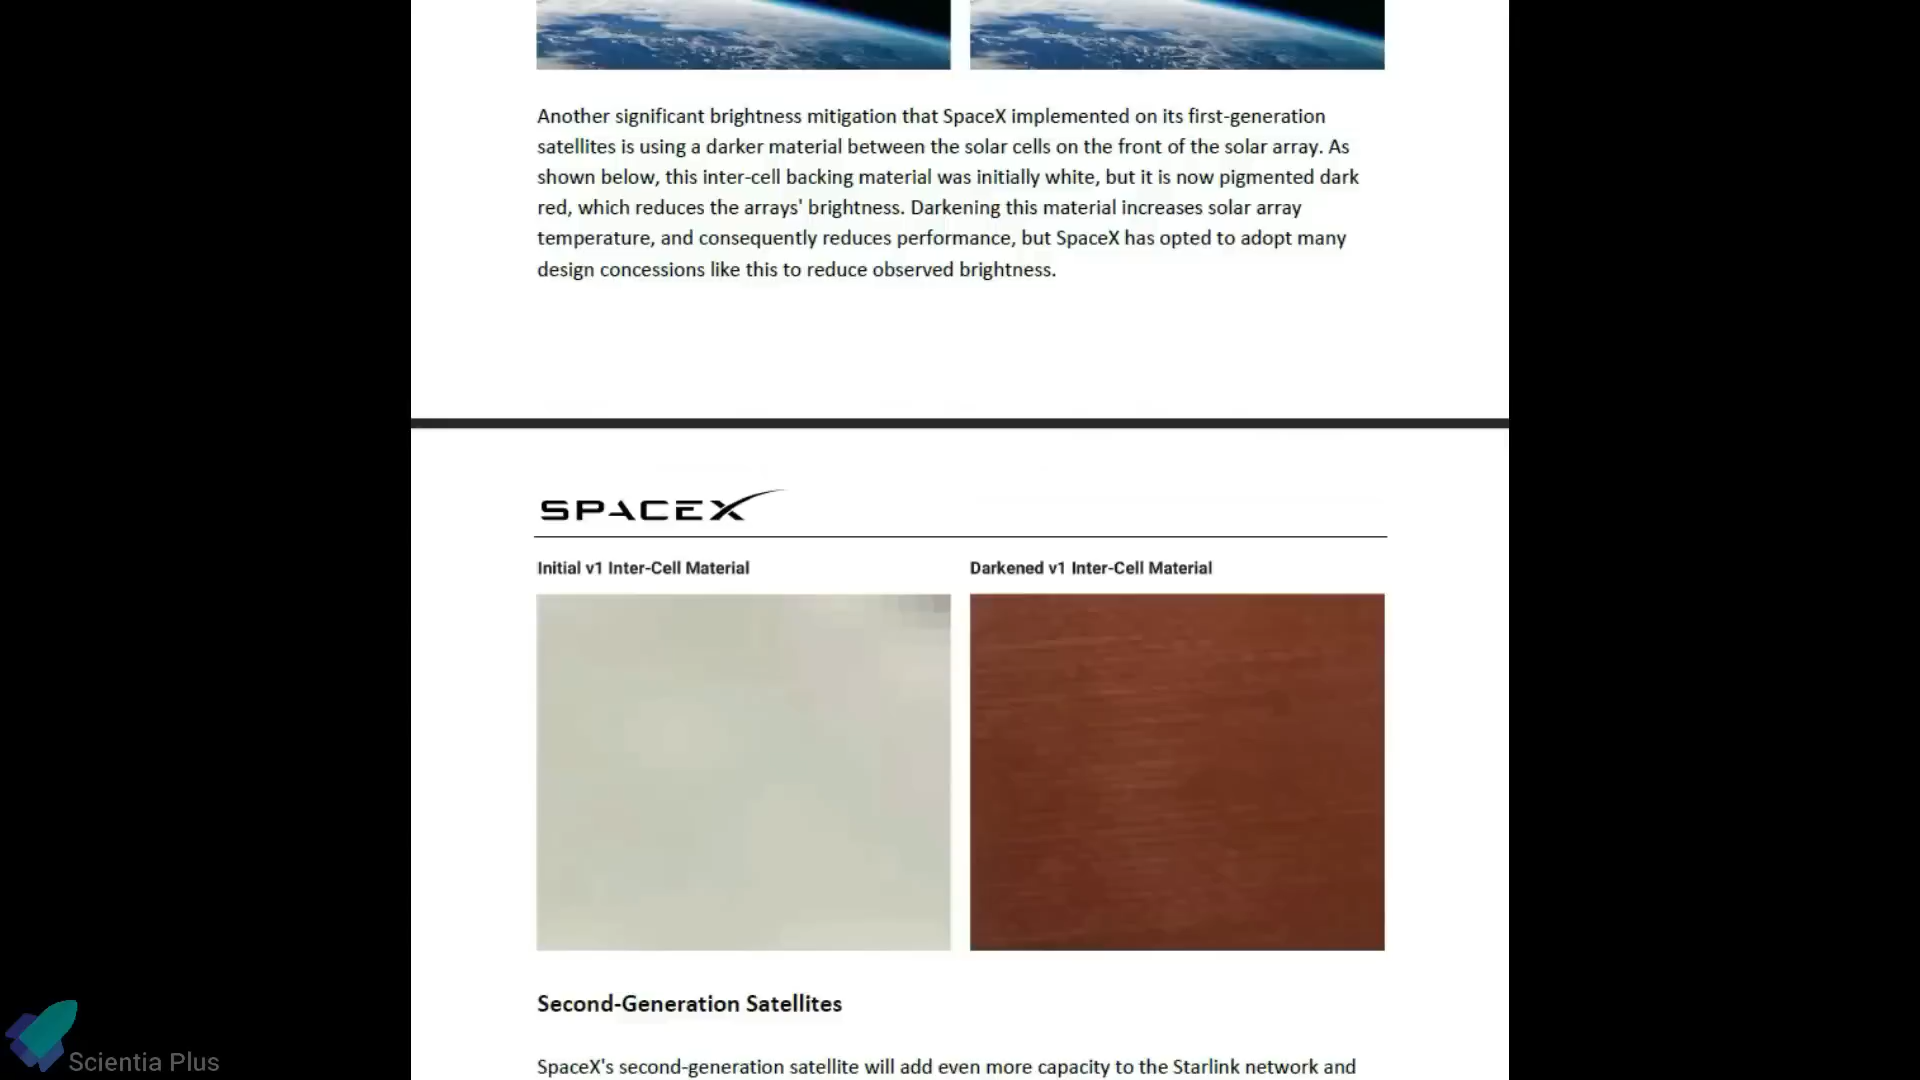 Another significant brightness mitigation that SpaceX implemented on its first-generation
satellites is using a darker material between the solar cells on the front of the solar array. As
shown below, this inter-cell backing material was initially white, but it is now pigmented dark
red, which reduces the arrays' brightness. Darkening this material increases solar array
temperature, and consequently reduces performance, but SpaceX has opted to adopt many
design concessions like this to reduce observed brightness.
SPACEX
Initial v1 Inter-Cell Material
Darkened v1 Inter-Cell Material
Second-Generation Satellites
SpaceX's second-generation satellite will add even more capacity to the Starlink network and
Scientia Plus